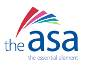 the asa
the essential element